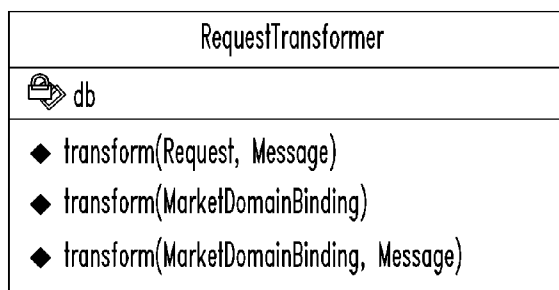 RequestTransformer
db
transform(Request, Message)
transform(MarketDomainBinding)
transform(MarketDomainBinding, Message)